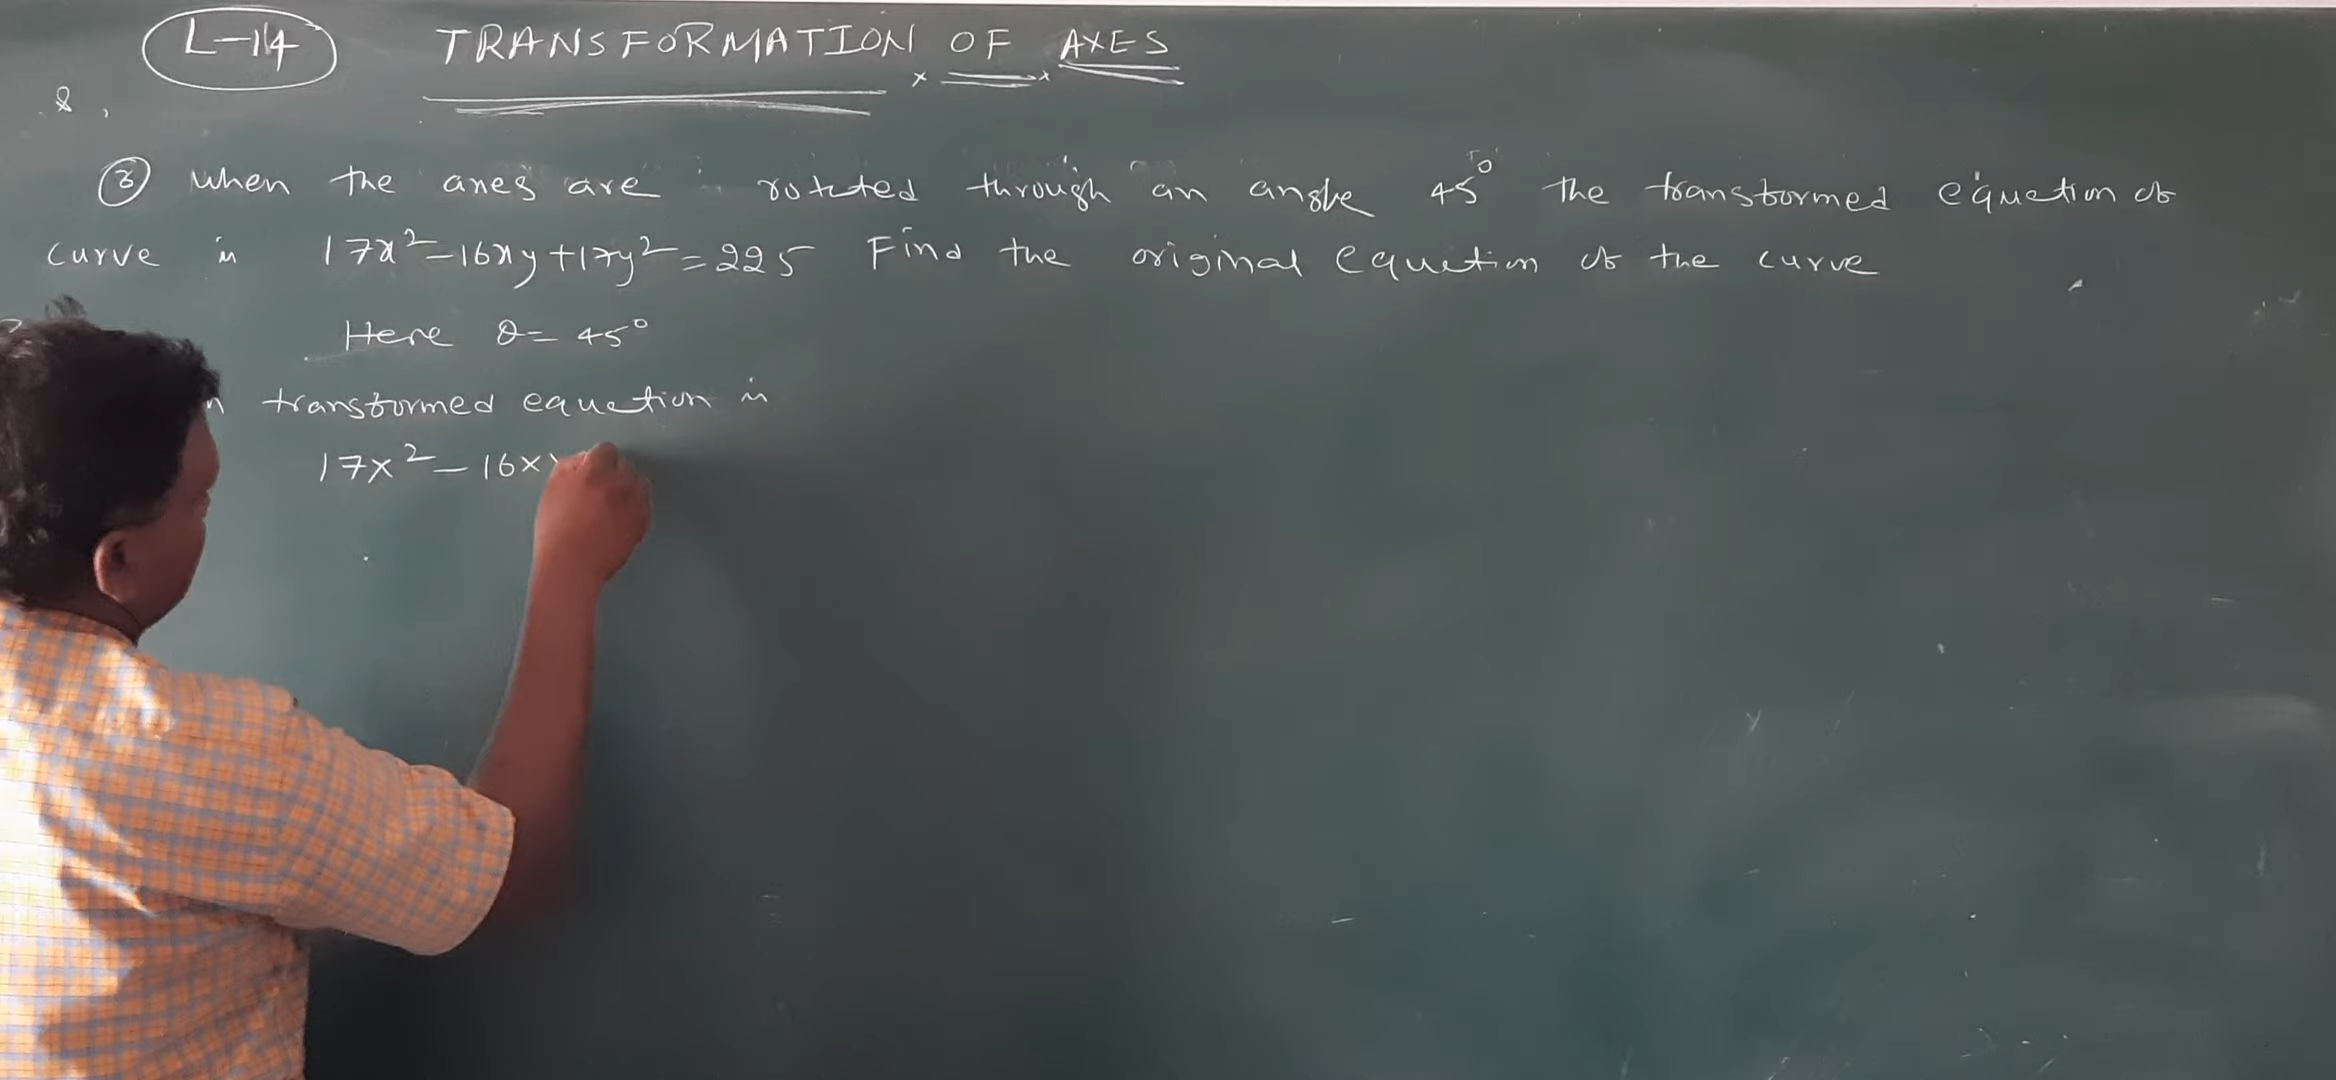 L-14 TRANSFORMATION OF AXES
③ When the axes are rotated through an angle 45° the transformed equation of
curve is 17x² - 16xy + 17y² = 225 Find the original equation of the curve
Here θ = 45°
transformed equation is
17X² - 16X